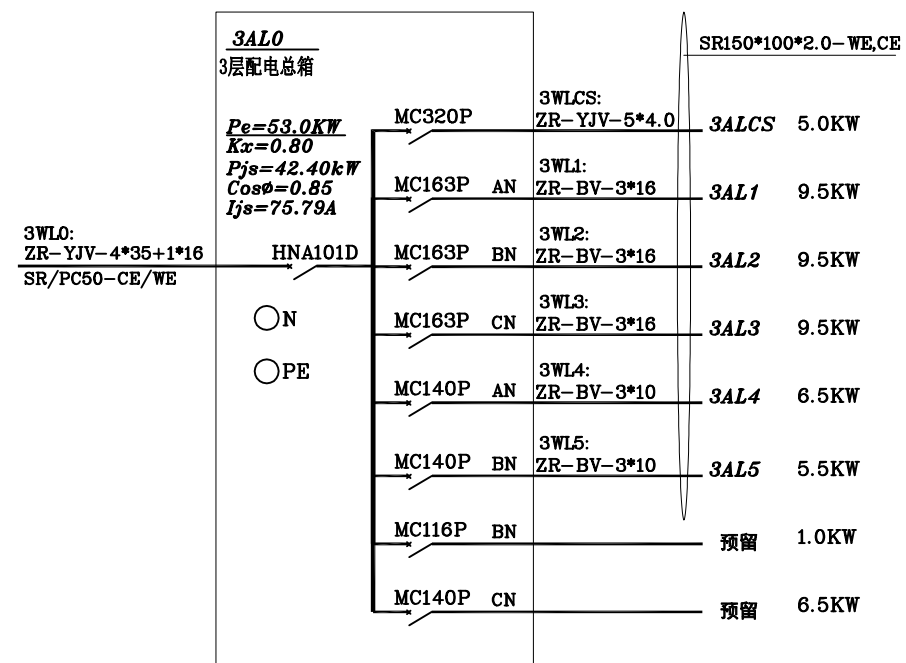 3AL0
3层配电总箱
Pe=53.0KW
Kx=0.80
Pjs=42.40kW
Cosø=0.85
Ijs=75.79A
3WL0:
ZR-YJV-4*35+1*16
SR/PC50-CE/WE
HNA101D
N
PE
SR150*100*2.0-WE,CE
MC320P
3WLCS:
ZR-YJV-5*4.0
3ALCS 5.0KW
MC163P AN
3WL1:
ZR-BV-3*16
3AL1 9.5KW
MC163P BN
3WL2:
ZR-BV-3*16
3AL2 9.5KW
MC163P CN
3WL3:
ZR-BV-3*16
3AL3 9.5KW
MC140P AN
3WL4:
ZR-BV-3*10
3AL4 6.5KW
MC140P BN
3WL5:
ZR-BV-3*10
3AL5 5.5KW
MC116P BN
预留 1.0KW
MC140P CN
预留 6.5KW